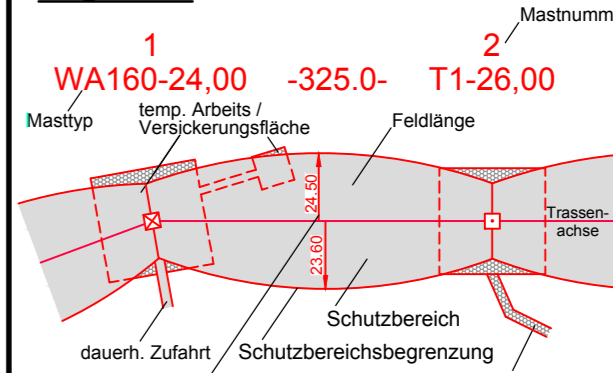 Mastnumm
1 2
WA160-24,00 -325.0- T1-26,00
Masttyp
temp. Arbeits /
Versickerungsfläche
Feldlänge
24.50
23.60
Trassen-
achse
Schutzbereich
dauerh. Zufahrt
Schutzbereichsbegrenzung